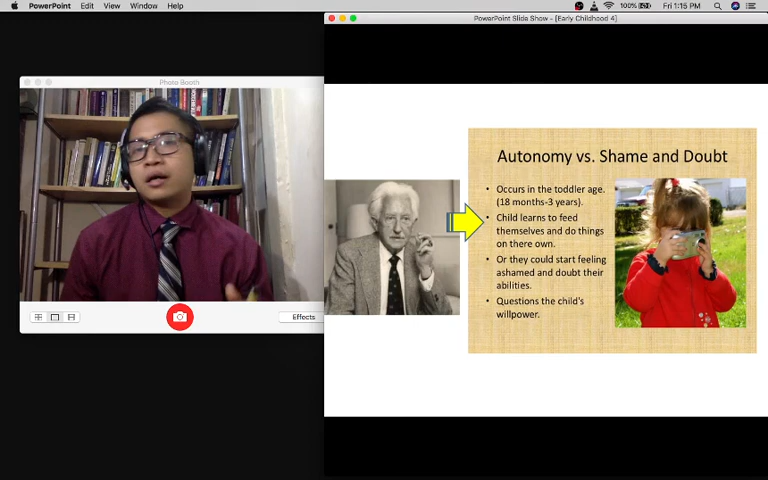 PowerPoint Edit View Window Help
100% Fri 1:15 PM
PowerPoint Slide Show - [Early Childhood 4]
Photo Booth
Autonomy vs. Shame and Doubt
• Occurs in the toddler age.
(18 months-3 years).
• Child learns to feed
themselves and do things
on there own.
• Or they could start feeling
ashamed and doubt their
abilities.
• Questions the child's
willpower.
Effects